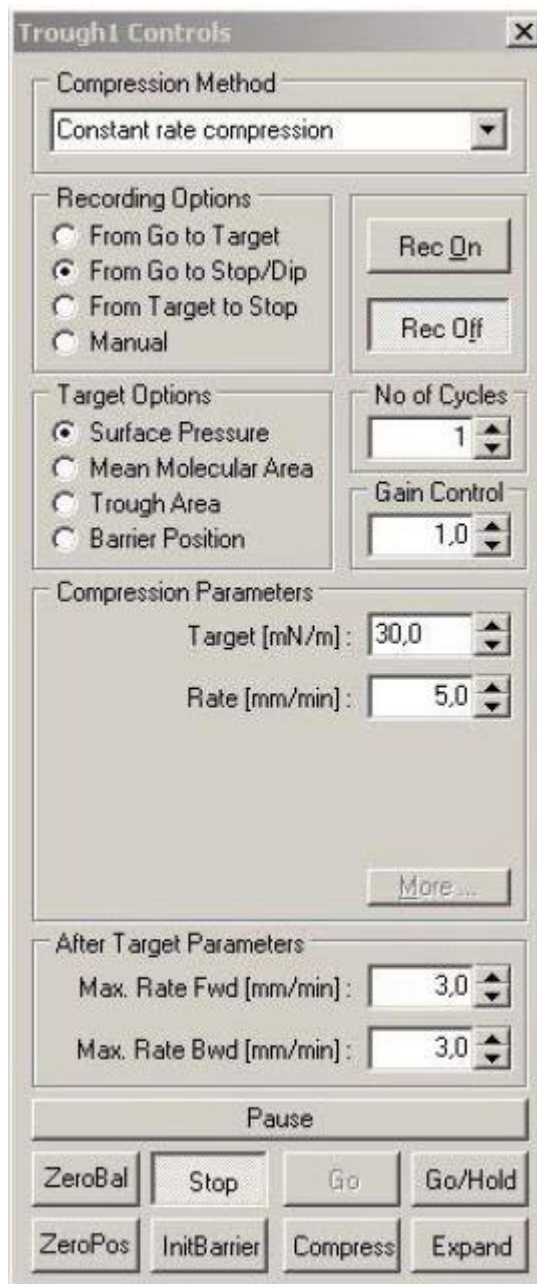 Trough1 Controls
Compression Method
Constant rate compression
Recording Options
From Go to Target
From Go to Stop/Dip
From Target to Stop
Manual
Rec On
Rec Off
Target Options
Surface Pressure
Mean Molecular Area
Trough Area
Barrier Position
No of Cycles
1
Gain Control
1,0
Compression Parameters
Target [mN/m] : 30,0
Rate [mm/min] : 5,0
More ...
After Target Parameters
Max. Rate Fwd [mm/min] : 3,0
Max. Rate Bwd [mm/min] : 3,0
Pause
ZeroBal Stop Go Go/Hold
ZeroPos InitBarrier Compress Expand